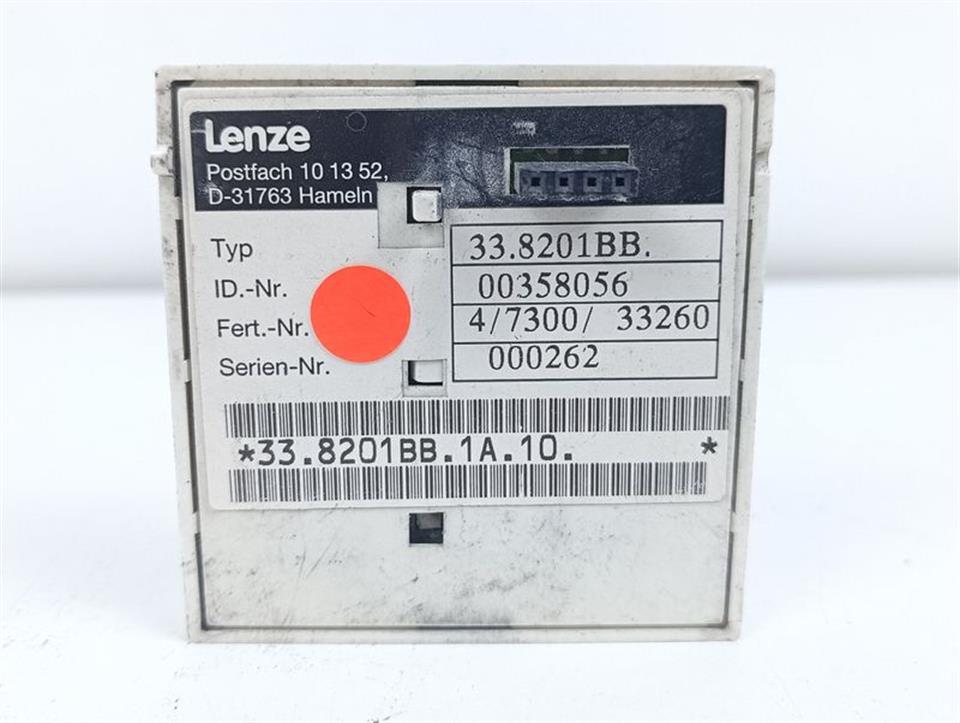 Lenze
Postfach 10 13 52,
D-31763 Hameln
Typ 33.8201BB.
ID.-Nr. 00358056
Fert.-Nr. 4/7300/ 33260
Serien-Nr. 000262
*33.8201BB.1A.10. *